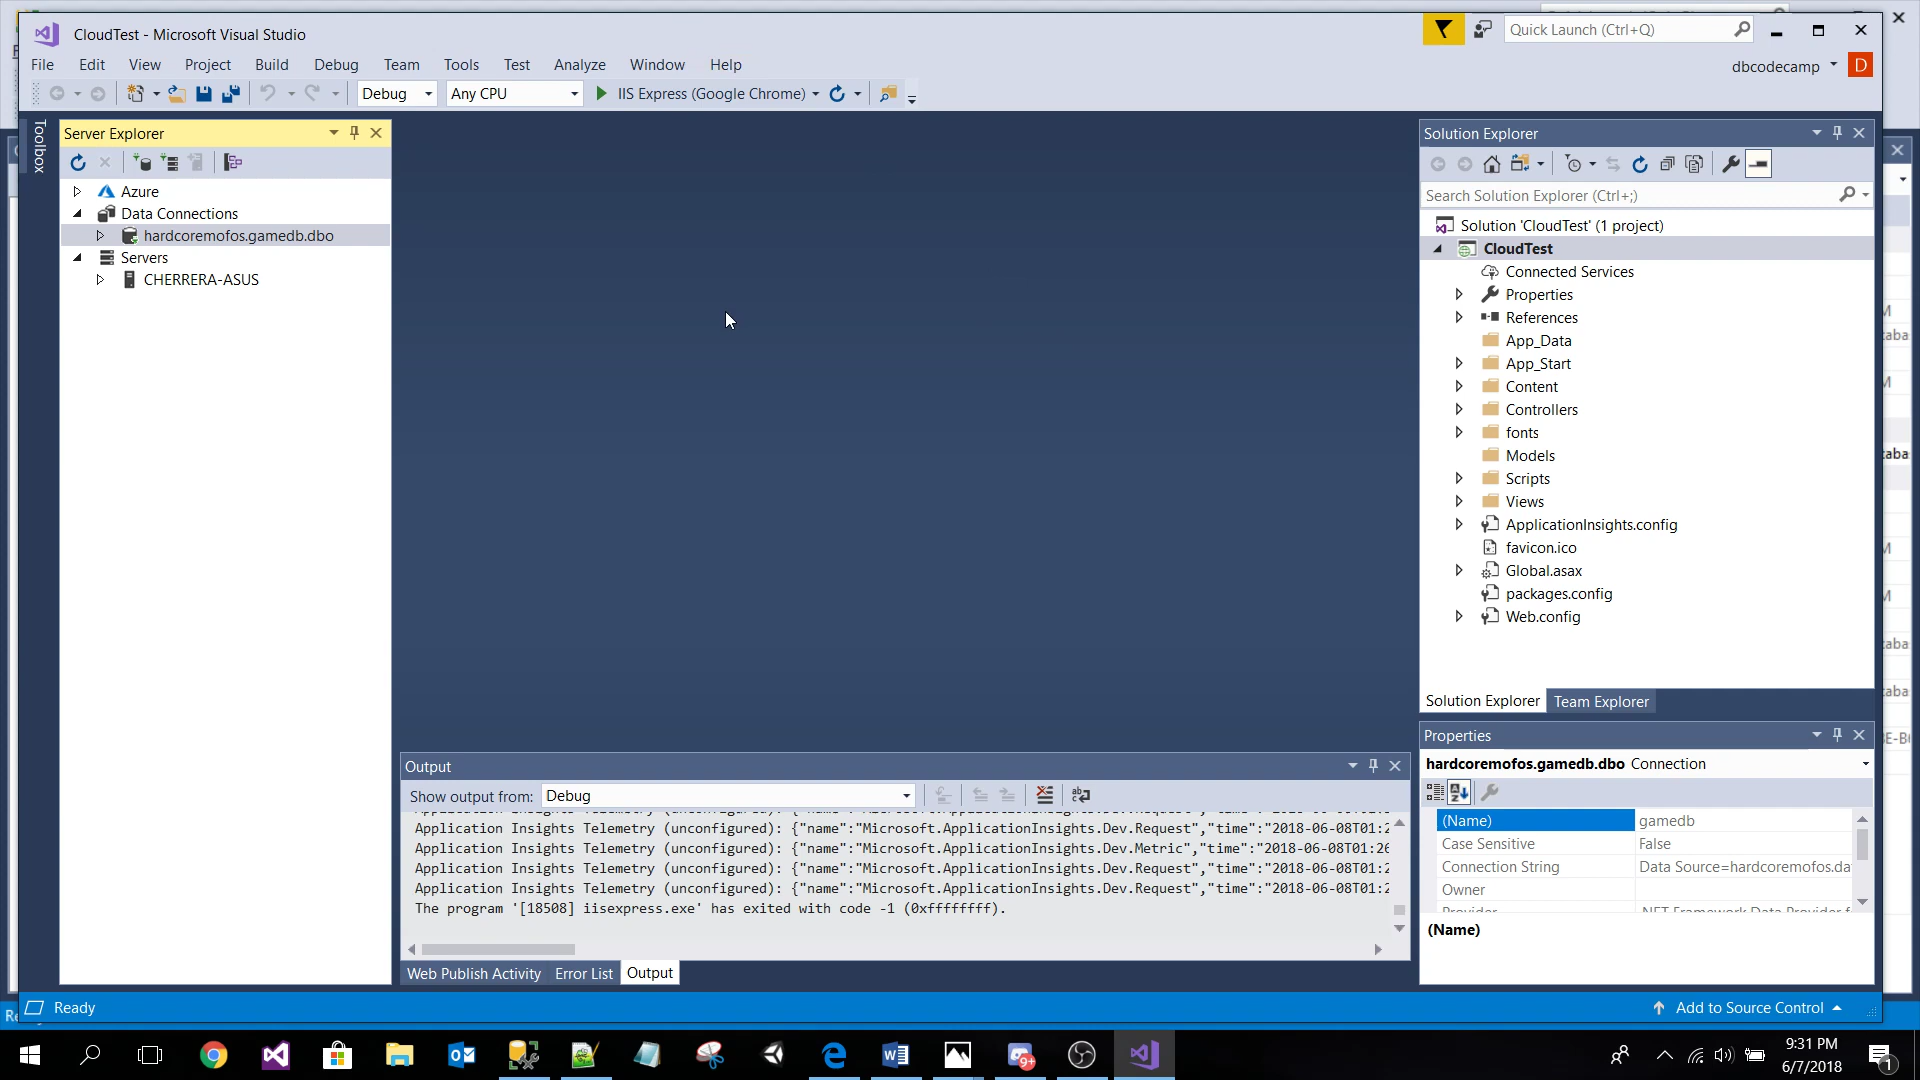 CloudTest - Microsoft Visual Studio
Quick Launch (Ctrl+Q)
File Edit View Project Build Debug Team Tools Test Analyze Window Help
dbcodecamp D
Debug Any CPU IIS Express (Google Chrome)
Toolbox
Server Explorer
Azure
Data Connections
hardcoremofos.gamedb.dbo
Servers
CHERRERA-ASUS
Solution Explorer
Search Solution Explorer (Ctrl+;)
Solution 'CloudTest' (1 project)
CloudTest
Connected Services
Properties
References
App_Data
App_Start
Content
Controllers
fonts
Models
Scripts
Views
ApplicationInsights.config
favicon.ico
Global.asax
packages.config
Web.config
Solution Explorer Team Explorer
Properties
hardcoremofos.gamedb.dbo Connection
(Name) gamedb
Case Sensitive False
Connection String Data Source=hardcoremofos.da
Owner
(Name)
Output
Show output from: Debug
Application Insights Telemetry (unconfigured): {"name":"Microsoft.ApplicationInsights.Dev.Request","time":"2018-06-08T01:2
Application Insights Telemetry (unconfigured): {"name":"Microsoft.ApplicationInsights.Dev.Metric","time":"2018-06-08T01:26
Application Insights Telemetry (unconfigured): {"name":"Microsoft.ApplicationInsights.Dev.Request","time":"2018-06-08T01:2
Application Insights Telemetry (unconfigured): {"name":"Microsoft.ApplicationInsights.Dev.Request","time":"2018-06-08T01:2
The program '[18508] iisexpress.exe' has exited with code -1 (0xffffffff).
Web Publish Activity Error List Output
Ready
Add to Source Control
9:31 PM
6/7/2018
9+
1